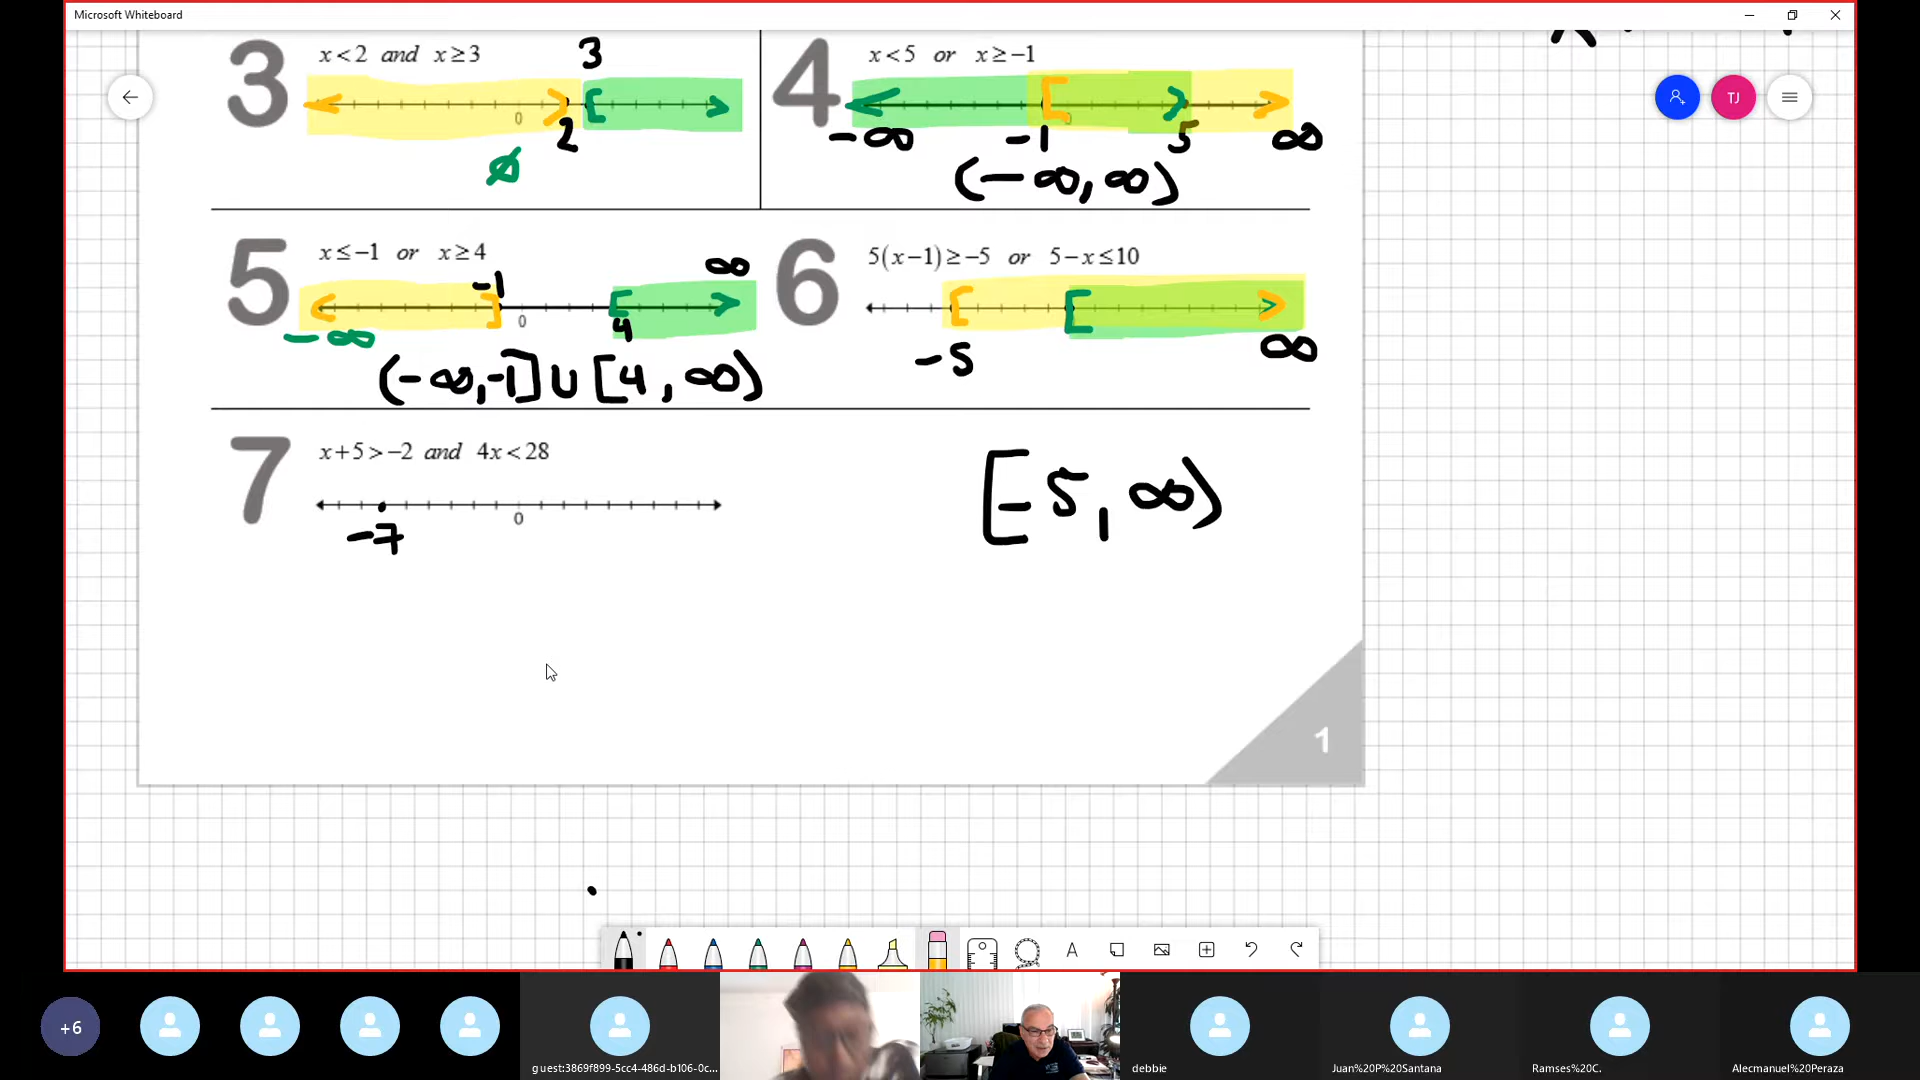 Microsoft Whiteboard
3 x<2 and x≥3 3
0
2
∅
4 x<5 or x≥−1
0
-∞ -1 5 ∞
(-∞, ∞)
TJ
5 x≤−1 or x≥4
-1 ∞
0
-∞ 4
(-∞,-1]∪[4, ∞)
6 5(x−1)≥−5 or 5−x≤10
-5 ∞
7 x+5>−2 and 4x<28
0
-7
[-5, ∞)
1
A
+6
guest:3869f899-5cc4-486d-b106-0c...
debbie
Juan%20P%20Santana
Ramses%20C.
Alecmanuel%20Peraza